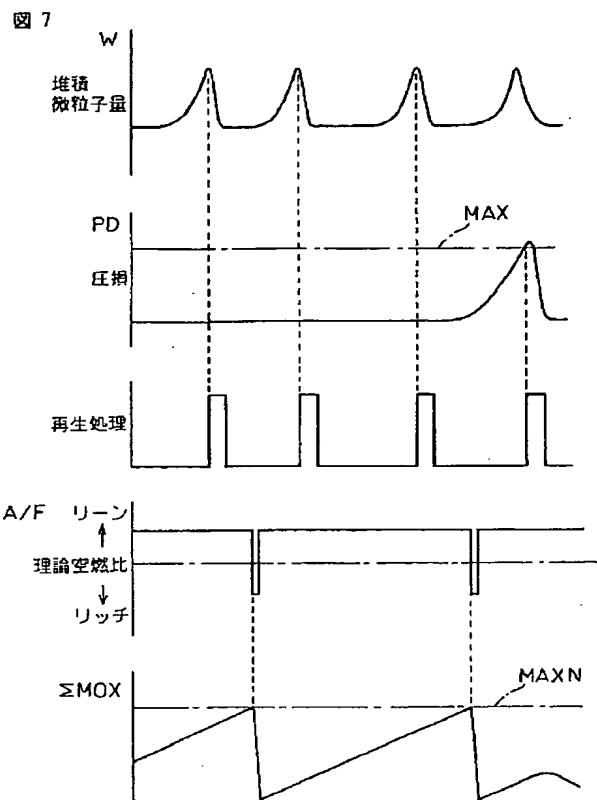 図 7
W
堆積
微粒子量
PD
MAX
圧損
再生処理
A/F リーン
理論空燃比
リッチ
ΣMOX
MAXN